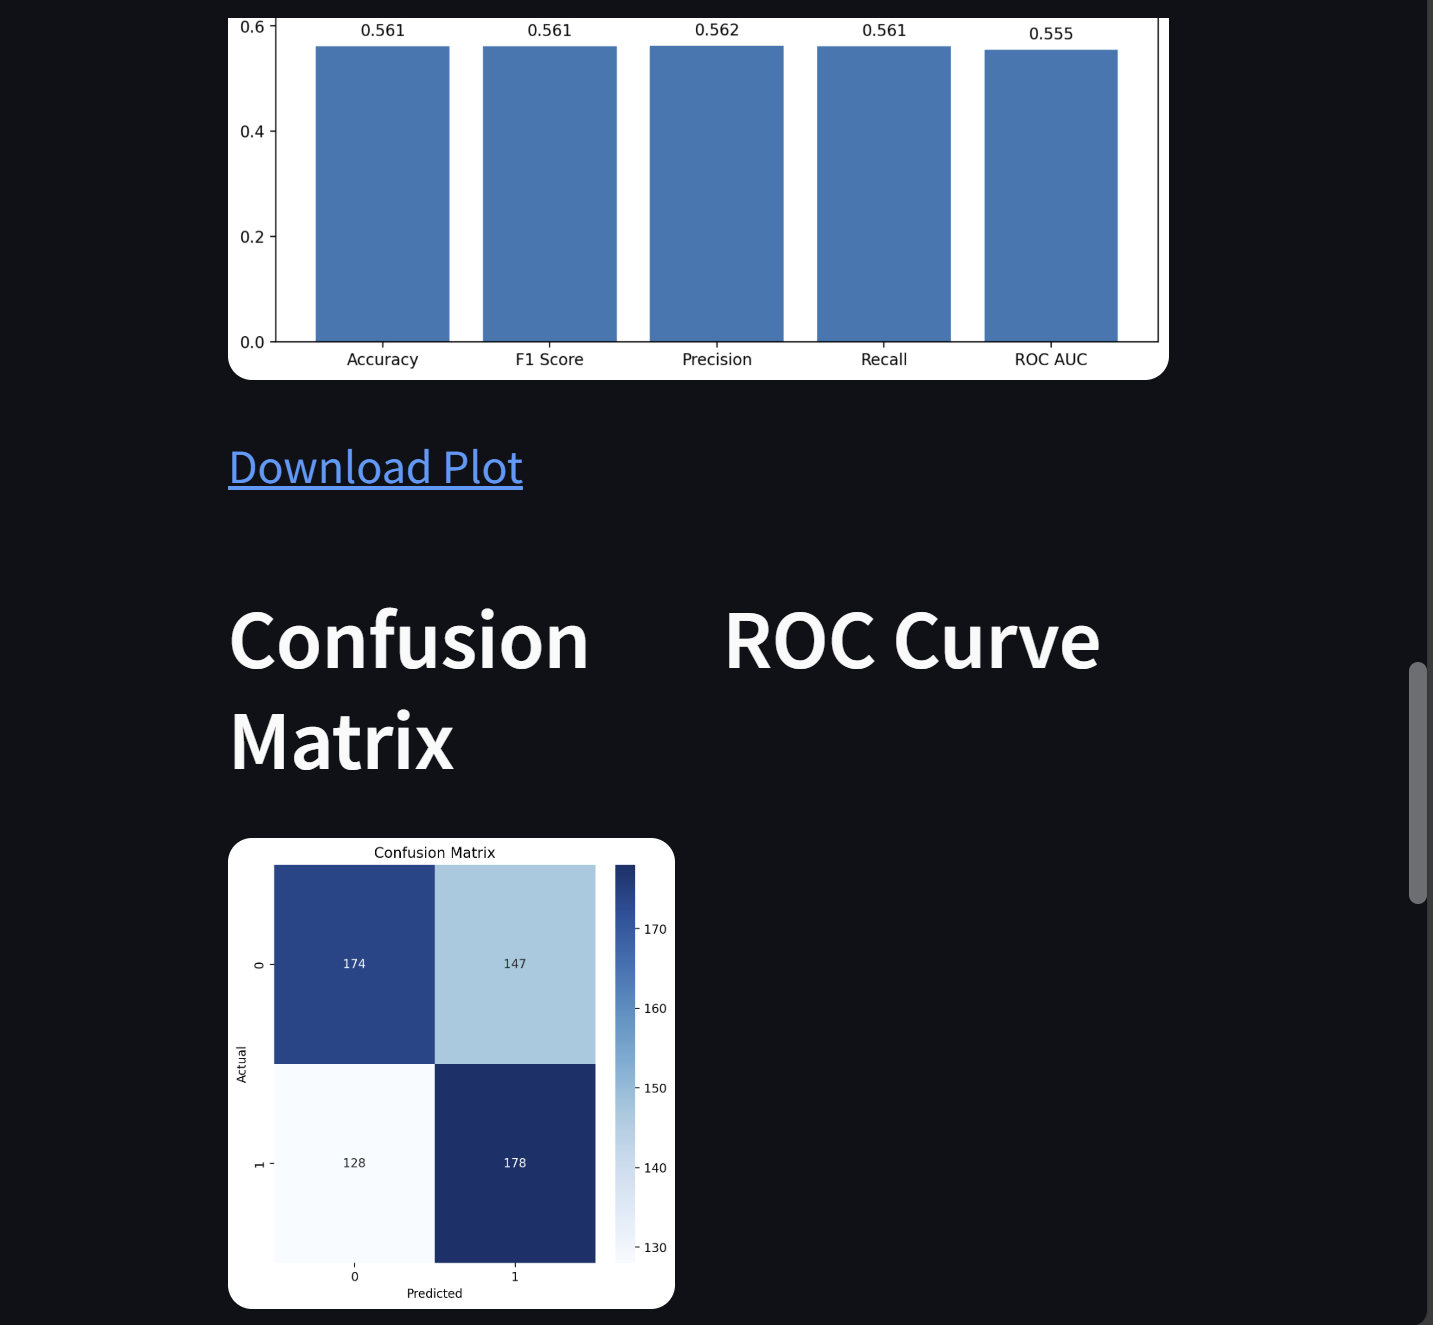 0.6
0.561 0.561 0.562 0.561 0.555
0.4
0.2
0.0
Accuracy F1 Score Precision Recall ROC AUC
Download Plot
Confusion
Matrix
ROC Curve
Confusion Matrix
174 147
128 178
0
1
Actual
0 1
Predicted
170
160
150
140
130